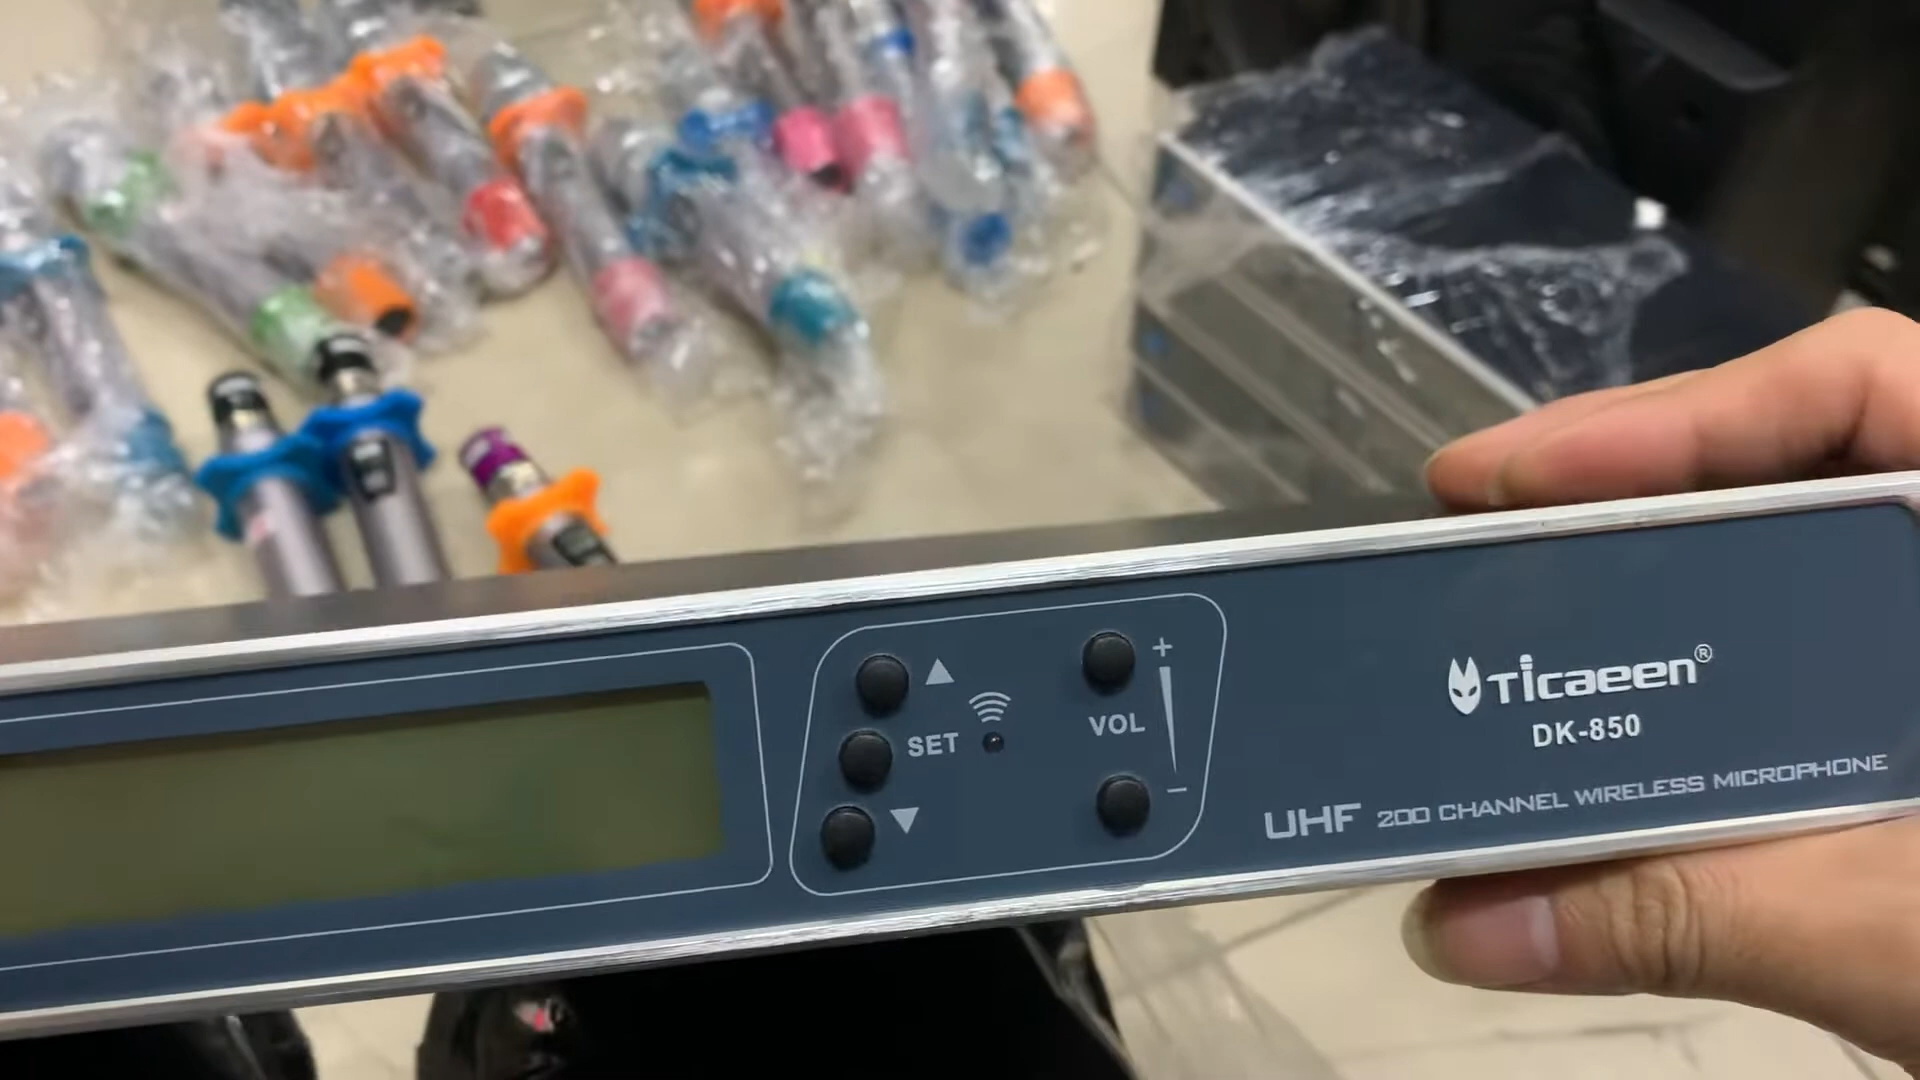 SET
VOL
+
−
TIcaeen®
DK-850
UHF 200 CHANNEL WIRELESS MICROPHONE